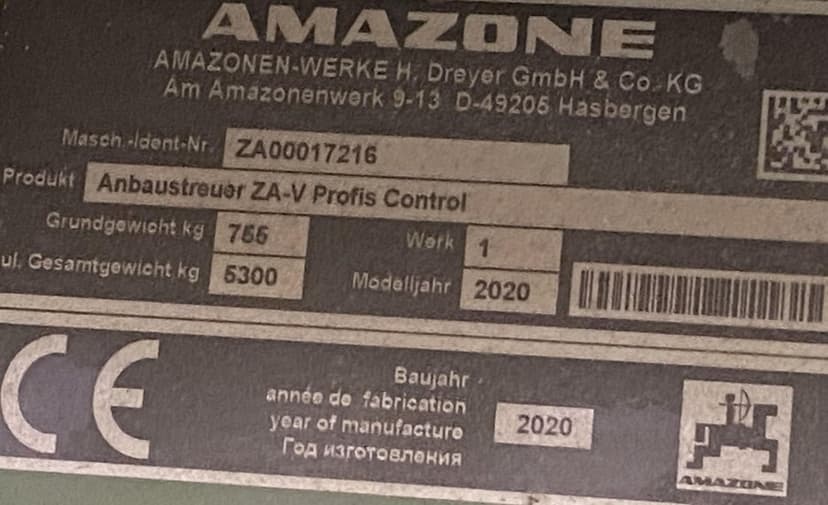 AMAZONE
AMAZONEN-WERKE H. Dreyer GmbH & Co. KG
Am Amazonenwerk 9-13 D-49205 Hasbergen
Masch.-Ident-Nr. ZA00017216
Produkt Anbaustreuer ZA-V Profis Control
Grundgewicht kg 755 Werk 1
ul. Gesamtgewicht kg 5300 Modelljahr 2020
CE
Baujahr
année de fabrication
year of manufacture 2020
Год изготовления
AMAZONE